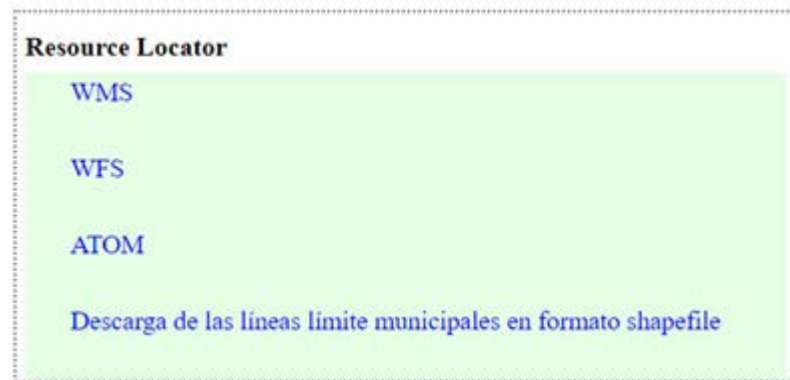 Resource Locator
WMS
WFS
ATOM
Descarga de las líneas límite municipales en formato shapefile